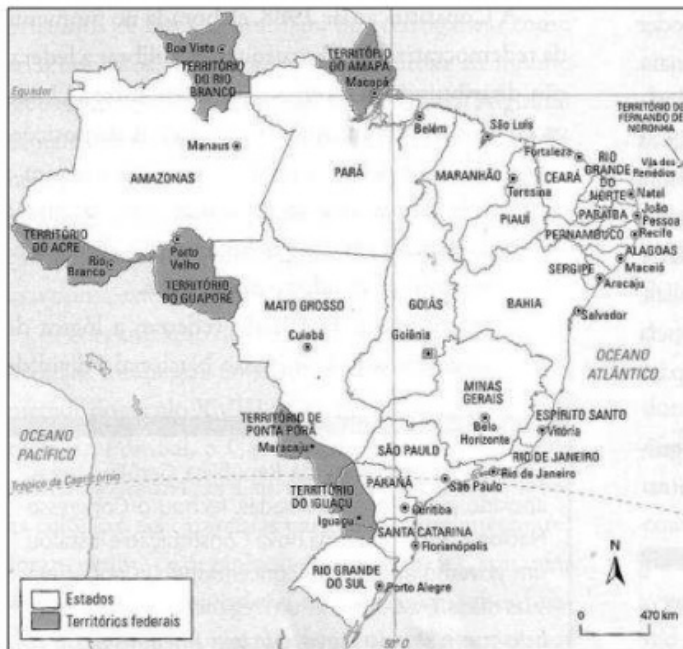 Boa Vista
TERRITÓRIO
DO RIO
BRANCO
TERRITÓRIO
DO AMAPÁ
Macapá
Equador
Belém
São Luís
TERRITÓRIO DE
FERNANDO DE
NORONHA
Manaus
Fortaleza
RIO
GRANDE
DO
NORTE
Vila dos
Remédios
AMAZONAS
PARÁ
MARANHÃO
CEARÁ
Teresina
Natal
PARAÍBA
João
Pessoa
PIAUÍ
PERNAMBUCO
Recife
TERRITÓRIO
DO ACRE
Rio
Branco
Porto
Velho
ALAGOAS
Maceió
TERRITÓRIO
DO GUAPORÉ
SERGIPE
Aracaju
MATO GROSSO
GOIÁS
BAHIA
Cuiabá
Goiânia
Salvador
OCEANO
ATLÂNTICO
MINAS
GERAIS
Belo
Horizonte
ESPÍRITO SANTO
Vitória
TERRITÓRIO DE
PONTA PORÃ
Maracaju
OCEANO
PACÍFICO
SÃO PAULO
RIO DE JANEIRO
Rio de Janeiro
Trópico de Capricórnio
PARANÁ
São Paulo
TERRITÓRIO
DO IGUAÇU
Iguaçu
Curitiba
SANTA CATARINA
Florianópolis
RIO GRANDE
DO SUL
Porto Alegre
N
Estados
Territórios federais
0 470 km
50° O